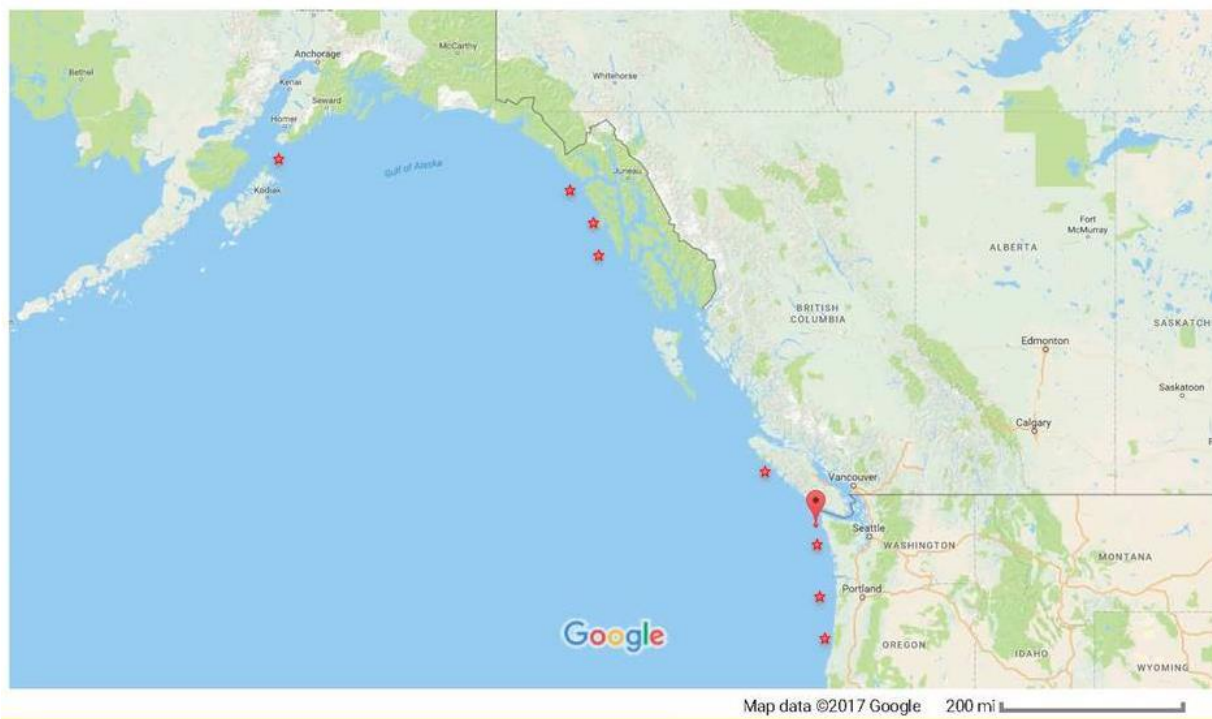 McCarthy
Anchorage
Bethel
Kenai
Whitehorse
Seward
Homer
Gulf of Alaska
Juneau
Kodiak
Fort
McMurray
ALBERTA
BRITISH
COLUMBIA
SASKATCH
Edmonton
Saskatoon
Calgary
Vancouver
Seattle
WASHINGTON
MONTANA
Portland
Google
OREGON
IDAHO
WYOMING
Map data ©2017 Google 200 mi